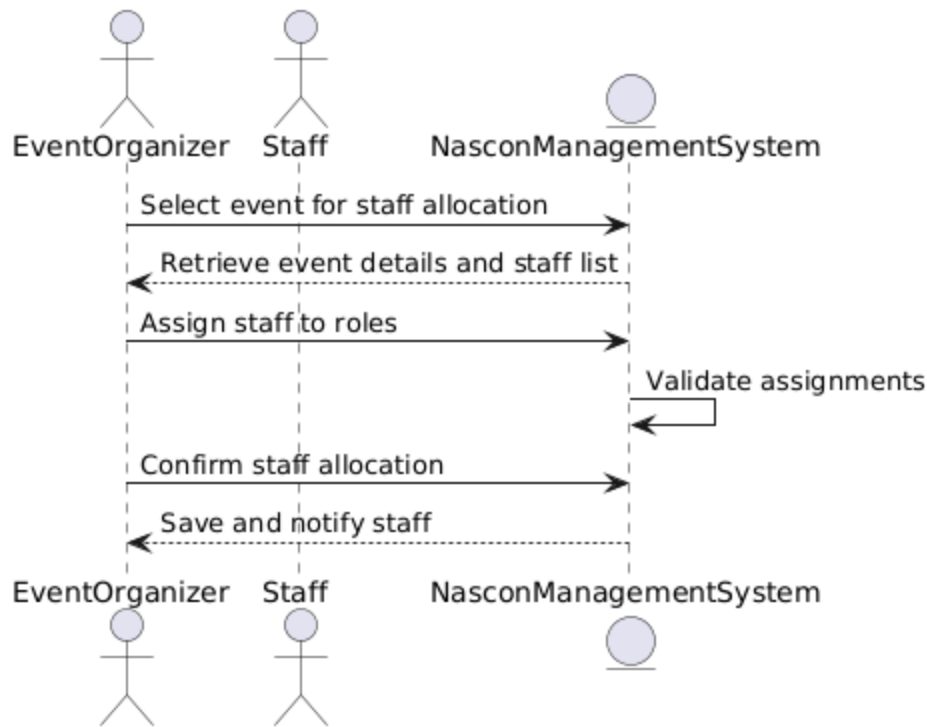 EventOrganizer Staff NasconManagementSystem
Select event for staff allocation
Retrieve event details and staff list
Assign staff to roles
Validate assignments
Confirm staff allocation
Save and notify staff
EventOrganizer Staff NasconManagementSystem